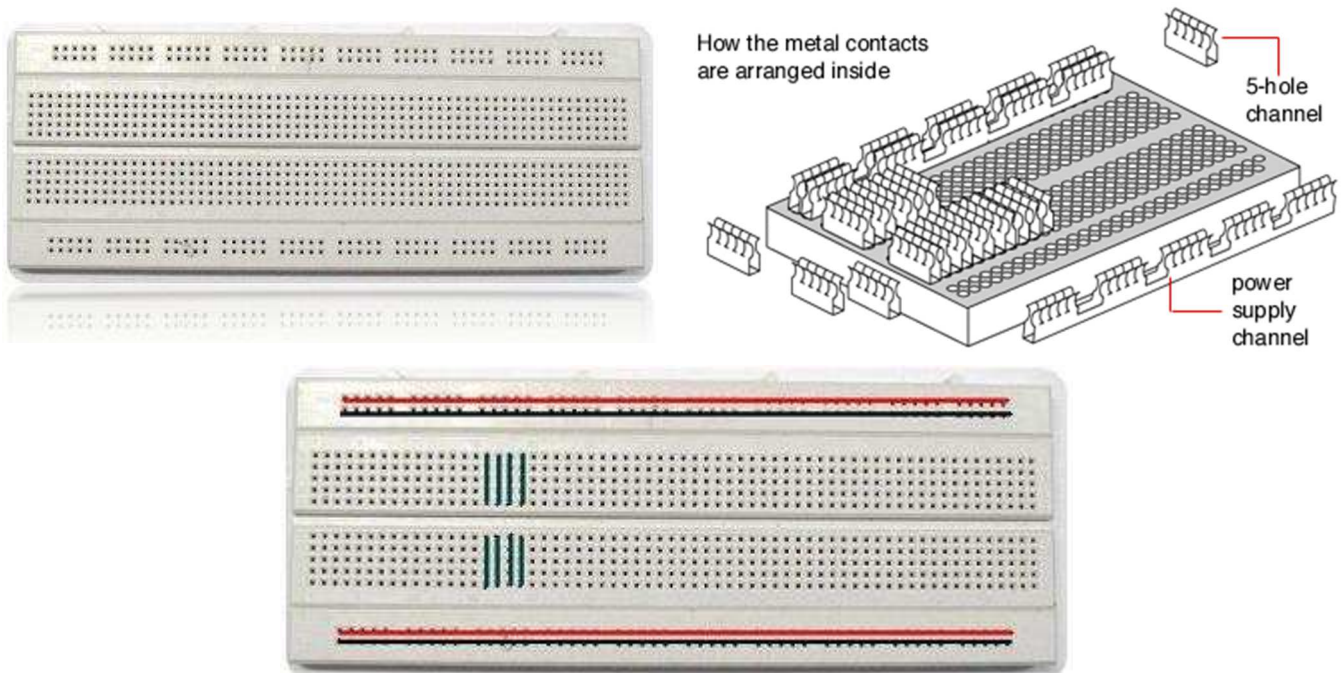 How the metal contacts
are arranged inside
5-hole
channel
power
supply
channel